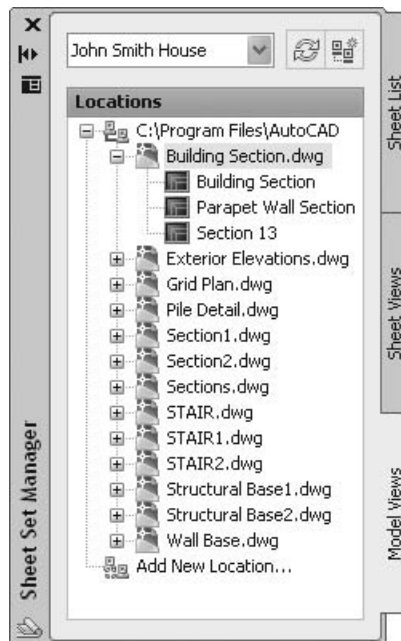 John Smith House
Locations
C:\Program Files\AutoCAD
Building Section.dwg
Building Section
Parapet Wall Section
Section 13
Exterior Elevations.dwg
Grid Plan.dwg
Pile Detail.dwg
Section1.dwg
Section2.dwg
Sections.dwg
STAIR.dwg
STAIR1.dwg
STAIR2.dwg
Structural Base1.dwg
Structural Base2.dwg
Wall Base.dwg
Add New Location...
Sheet Set Manager
Sheet List
Sheet Views
Model Views